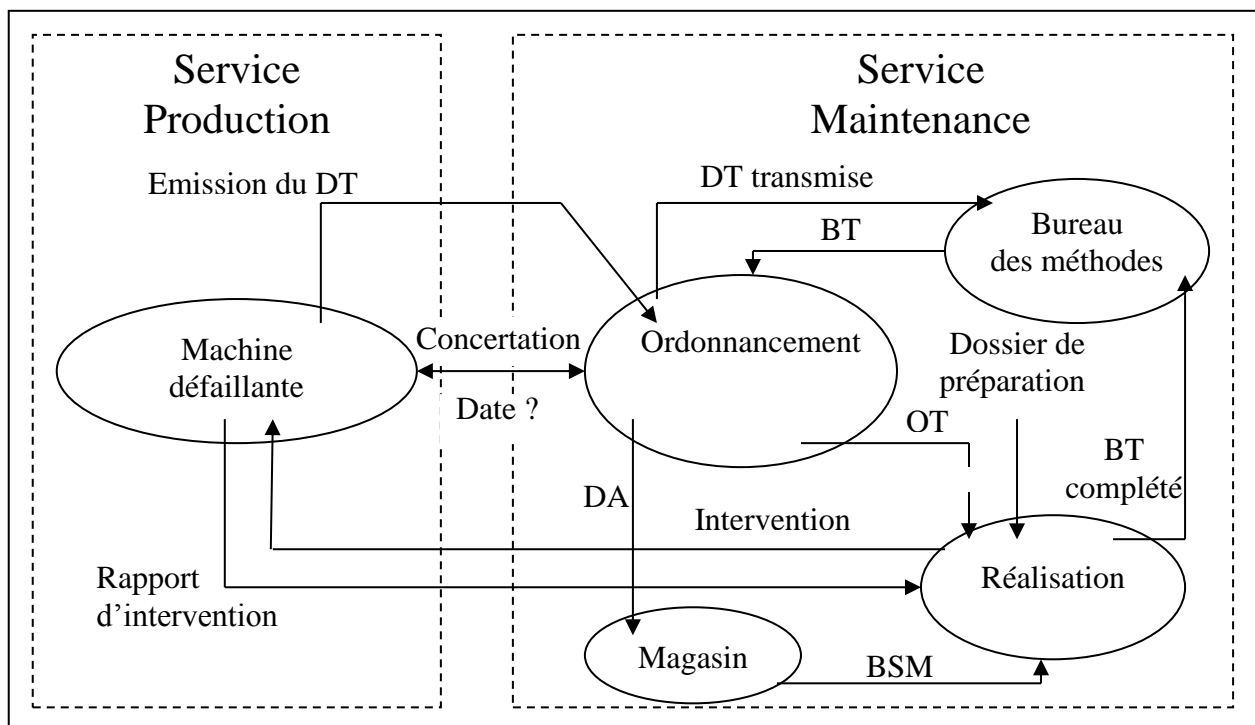 Service
Production
Service
Maintenance
Emission du DT
DT transmise
BT
Bureau
des méthodes
Machine
défaillante
Concertation
Date ?
Ordonnancement
Dossier de
préparation
OT
BT
complété
DA
Intervention
Rapport
d’intervention
Réalisation
Magasin
BSM